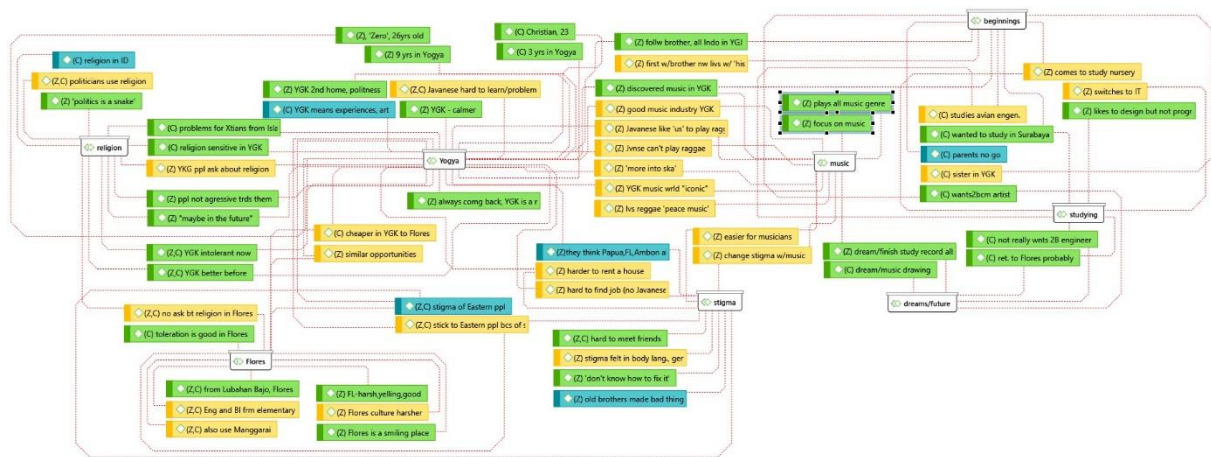 beginnings
(Z), 'Zero', 26yrs old
(C) Christian, 23
(Z) 9 yrs in Yogya
(C) 3 yrs in Yogya
(Z) follw brother, all Indo in YGJ
(Z) first w/brother nw livs w/ 'his
(C) religion in ID
(Z,C) politicians use religion
(Z) 'politics is a snake'
(Z) YGK 2nd home, politness
(Z,C) Javanese hard to learn/problem
(C) YGK means experiences, art
(Z) YGK - calmer
(Z) discovered music in YGK
(Z) good music industry YGK
(Z) Javanese like 'us' to play rag
(Z) Jvnse can't play raggae
(Z) 'more into ska'
(Z) YGK music wrld "iconic"
(Z) lvs reggae 'peace music'
(Z) plays all music genre
(Z) focus on music
music
(Z) comes to study nursery
(Z) switches to IT
(Z) likes to design but not progr
(C) studies avian engen.
(C) wanted to study in Surabaya
(C) parents no go
(C) sister in YGK
(C) wants2bcm artist
studying
religion
(C) problems for Xtians from Isla
(C) religion sensitive in YGK
(Z) YKG ppl ask about religion
(Z) ppl not agressive trds them
(Z) "maybe in the future"
(Z,C) YGK intolerant now
(Z,C) YGK better before
Yogya
(Z) always comng back, YGK is a
(C) cheaper in YGK to Flores
(Z) similar opportunities
(Z)they think Papua,FL,Ambon a
(Z) harder to rent a house
(Z) hard to find job (no Javanese
(Z) easier for musicians
(Z) change stigma w/music
(Z) dream/finish study record all
(C) dream/music drawing
(C) not really wnts 2B engineer
(C) ret. to Flores probably
dreams/future
(Z,C) stigma of Eastern ppl
(Z,C) stick to Eastern ppl bcs of s
stigma
(Z,C) no ask bt religion in Flores
(C) toleration is good in Flores
Flores
(Z,C) from Lubahan Bajo, Flores
(Z,C) Eng and BI frm elementary
(Z,C) also use Manggarai
(Z) FL-harsh,yelling,good
(Z) Flores culture harsher
(Z) Flores is a smiling place
(Z,C) hard to meet friends
(Z) stigma felt in body lang., ger
(Z) 'don't know how to fix it'
(Z) old brothers made bad thing